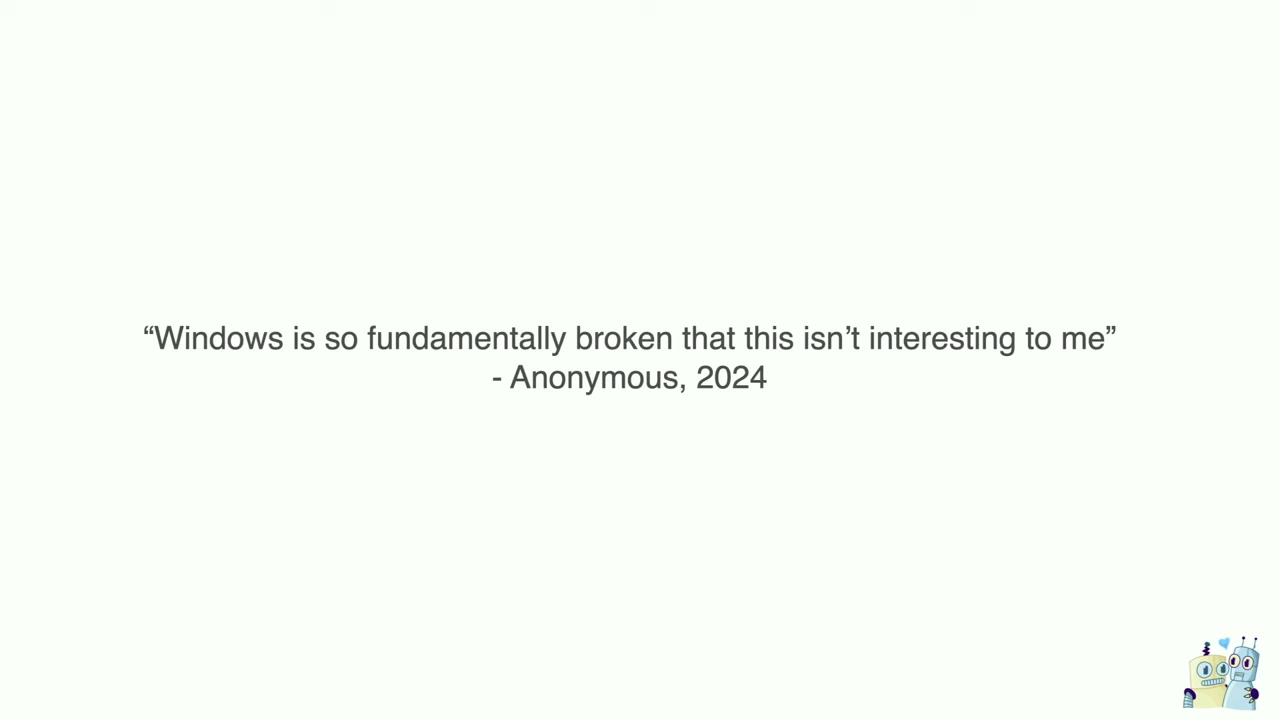 “Windows is so fundamentally broken that this isn’t interesting to me”
- Anonymous, 2024